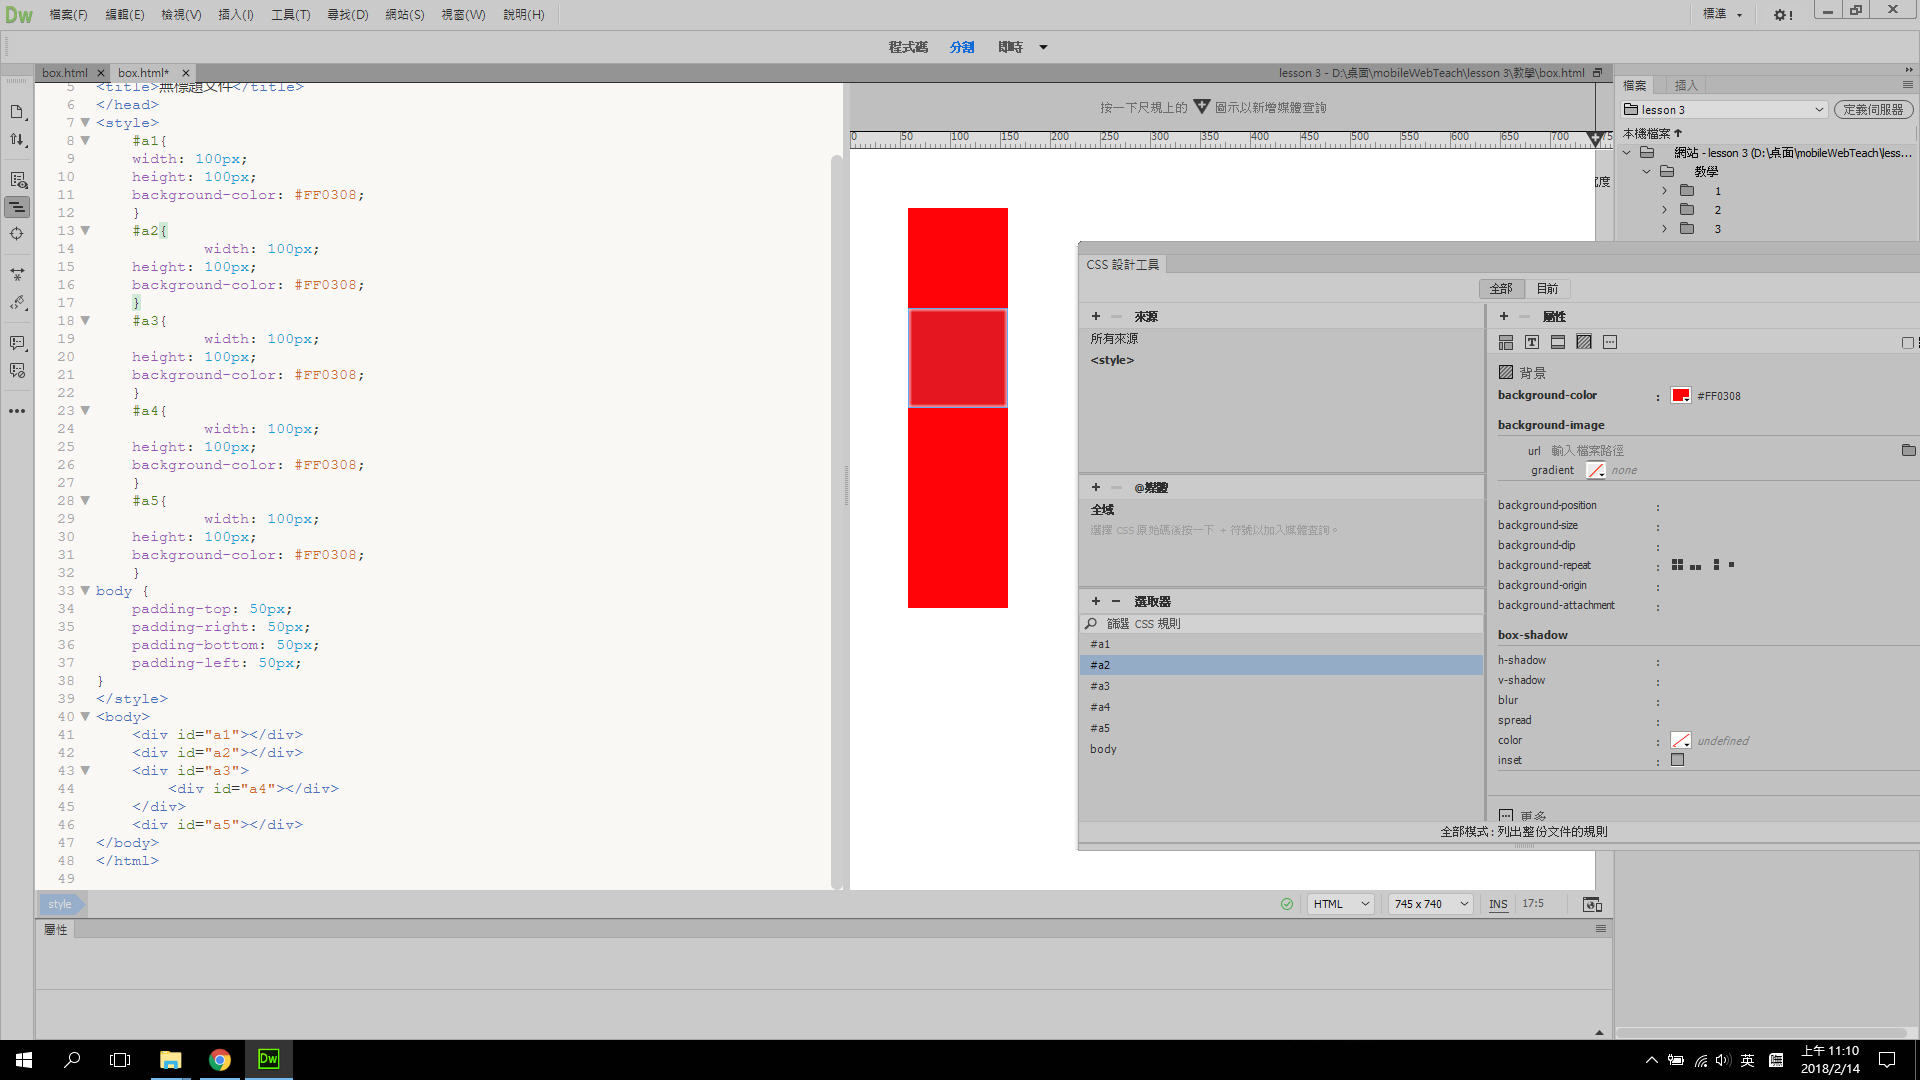 Dw 檔案(F) 編輯(E) 檢視(V) 插入(I) 工具(T) 尋找(D) 網站(S) 視窗(W) 說明(H) 標準
程式碼 分割 即時
box.html box.html* lesson 3 - D:\桌面\mobileWebTeach\lesson 3\教學\box.html
5 <title>無標題文件</title>
6 </head>
7 <style>
8 #a1{
9 width: 100px;
10 height: 100px;
11 background-color: #FF0308;
12 }
13 #a2{
14 width: 100px;
15 height: 100px;
16 background-color: #FF0308;
17 }
18 #a3{
19 width: 100px;
20 height: 100px;
21 background-color: #FF0308;
22 }
23 #a4{
24 width: 100px;
25 height: 100px;
26 background-color: #FF0308;
27 }
28 #a5{
29 width: 100px;
30 height: 100px;
31 background-color: #FF0308;
32 }
33 body {
34 padding-top: 50px;
35 padding-right: 50px;
36 padding-bottom: 50px;
37 padding-left: 50px;
38 }
39 </style>
40 <body>
41 <div id="a1"></div>
42 <div id="a2"></div>
43 <div id="a3">
44 <div id="a4"></div>
45 </div>
46 <div id="a5"></div>
47 </body>
48 </html>
49
style
按一下尺規上的 圖示以新增媒體查詢
0 50 100 150 200 250 300 350 400 450 500 550 600 650 700 75
CSS 設計工具
全部 目前
來源
所有來源
<style>
@媒體
全域
選擇 CSS 原始碼後按一下 + 符號以加入媒體查詢。
選取器
篩選 CSS 規則
#a1
#a2
#a3
#a4
#a5
body
屬性
背景
background-color : #FF0308
background-image
url 輸入檔案路徑
gradient none
background-position :
background-size :
background-clip :
background-repeat :
background-origin :
background-attachment :
box-shadow
h-shadow :
v-shadow :
blur :
spread :
color : undefined
inset :
更多
全部模式 : 列出整份文件的規則
檔案 插入
lesson 3 定義伺服器
本機檔案
網站 - lesson 3 (D:\桌面\mobileWebTeach\less...
教學
1
2
3
HTML 745 x 740 INS 17:5
屬性
Dw
英
上午 11:10
2018/2/14